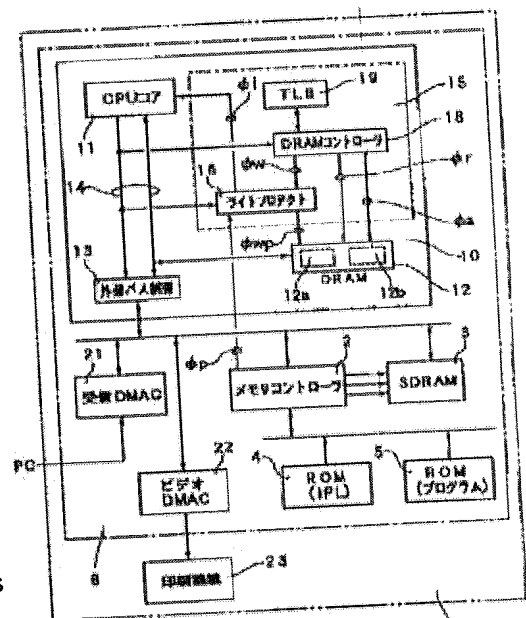 CPUコア
11
φi
TLB
19
15
DRAMコントローラ
18
14
16
φw
φr
ライトプロテクト
φa
φwp
10
13
12a
12b
12
DRAM
外部バス制御
21
φp
2
3
受信DMAC
メモリコントローラ
SDRAM
PC
22
4
5
ビデオ
DMAC
ROM
(IPL)
ROM
(プログラム)
8
23
印刷機構